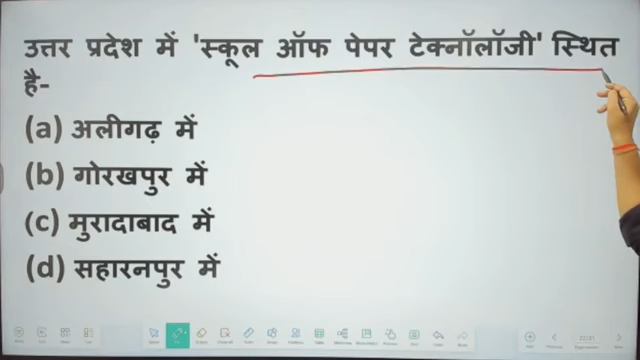 उत्तर प्रदेश में 'स्कूल ऑफ पेपर टेक्नॉलॉजी' स्थित
है-
(a) अलीगढ़ में
(b) गोरखपुर में
(c) मुरादाबाद में
(d) सहारनपुर में